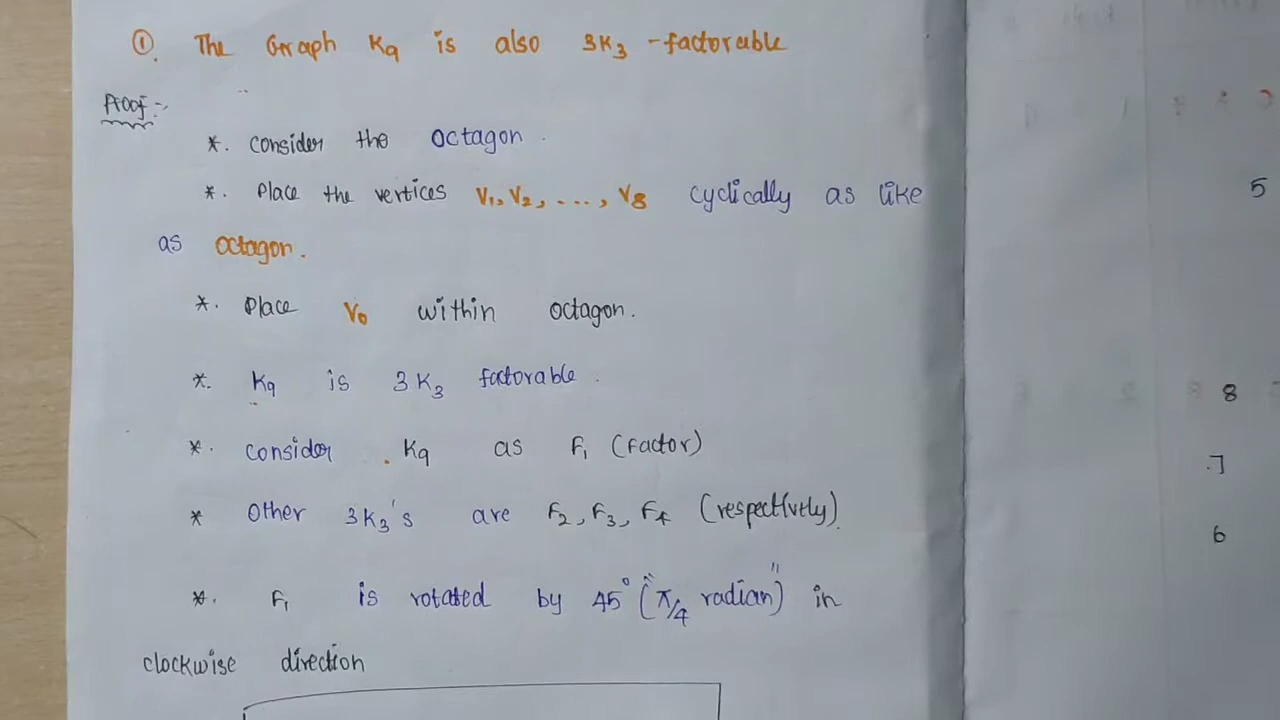 ①. The Graph K₉ is also 3K₃ -factorable
Proof :-
*. consider the octagon.
*. Place the vertices V₁, V₂, ..., V₈ cyclically as like
as octagon.
*. Place V₀ within octagon.
*. K₉ is 3K₃ factorable.
*. consider K₉ as F₁ (Factor)
* Other 3K₃'s are F₂, F₃, F₄ (respectively).
*. F₁ is rotated by 45° ("π/4 radian") in
clockwise direction
5
8
.7
6